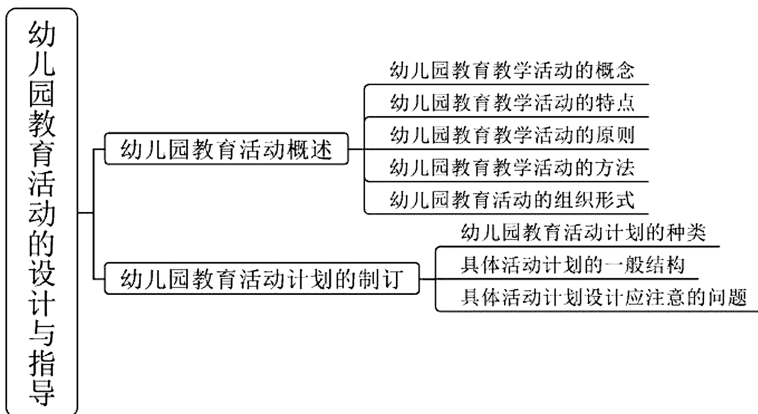 幼儿园教育活动的设计与指导
幼儿园教育活动概述
幼儿园教育教学活动的概念
幼儿园教育教学活动的特点
幼儿园教育教学活动的原则
幼儿园教育教学活动的方法
幼儿园教育活动的组织形式
幼儿园教育活动计划的制订
幼儿园教育活动计划的种类
具体活动计划的一般结构
具体活动计划设计应注意的问题